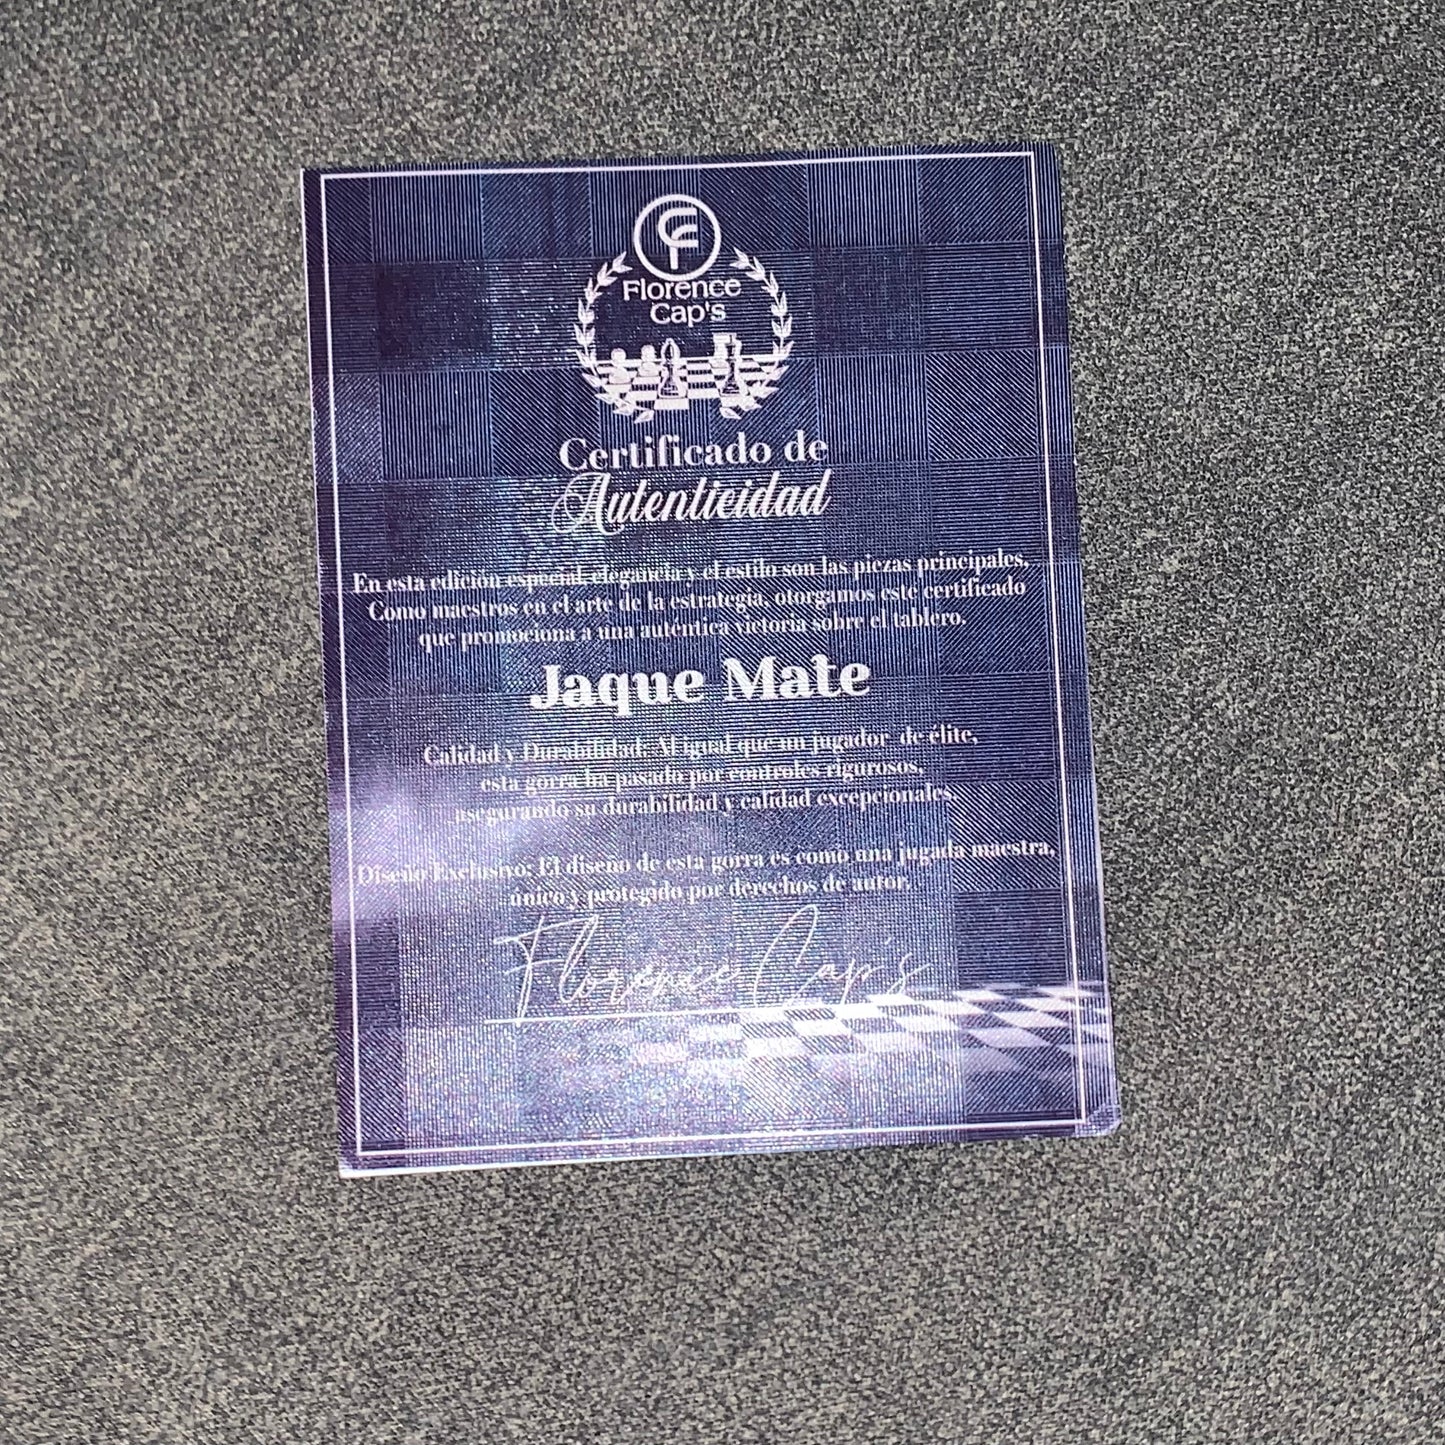 CF
Florence
Cap's
Certificado de
Autenticidad
En esta edición especial, elegancia y el estilo son las piezas principales,
Como maestros en el arte de la estrategia, otorgamos este certificado
que promociona a una auténtica victoria sobre el tablero.
Jaque Mate
Calidad y Durabilidad: Al igual que un jugador de élite,
esta gorra ha pasado por controles rigurosos,
asegurando su durabilidad y calidad excepcionales.
Diseño Exclusivo: El diseño de esta gorra es como una jugada maestra,
único y protegido por derechos de autor.
Florence Cap's